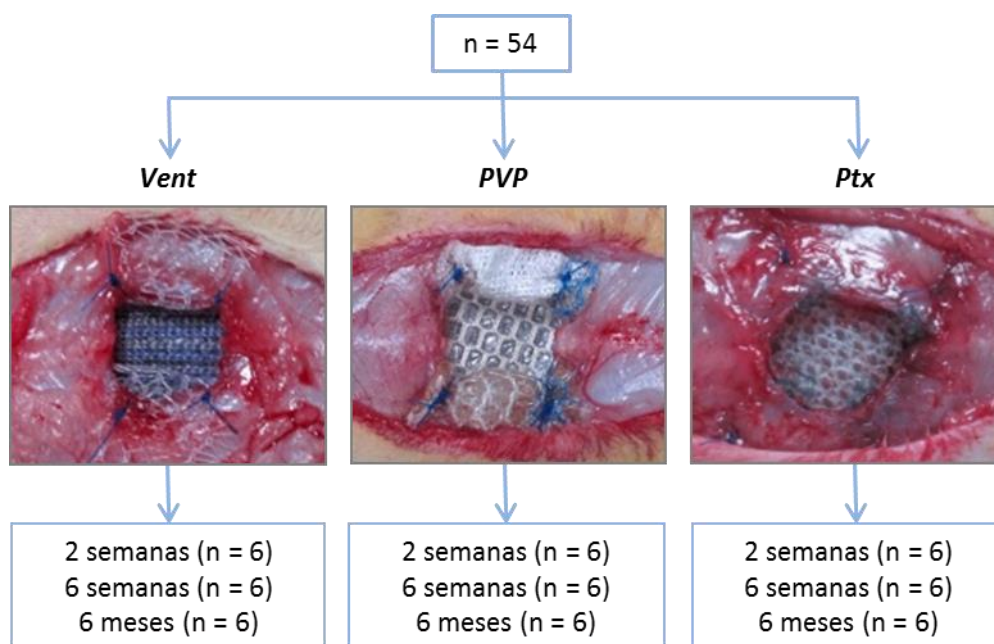 n = 54
Vent
PVP
Ptx
2 semanas (n = 6)
6 semanas (n = 6)
6 meses (n = 6)
2 semanas (n = 6)
6 semanas (n = 6)
6 meses (n = 6)
2 semanas (n = 6)
6 semanas (n = 6)
6 meses (n = 6)